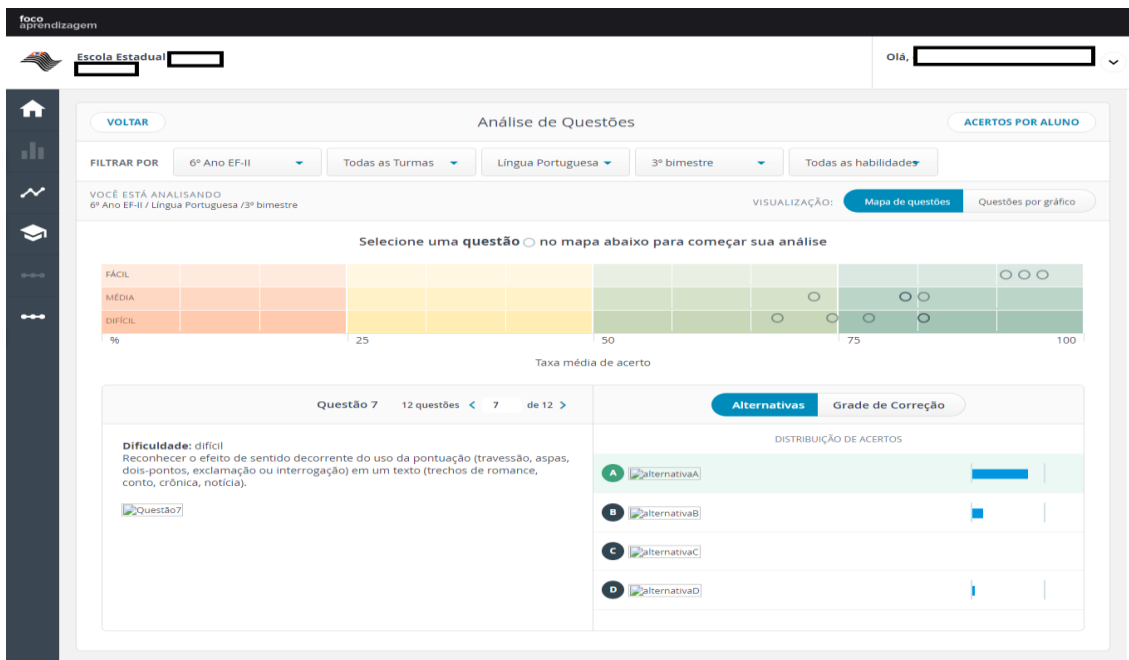 foco
aprendizagem
Escola Estadual
Olá,
VOLTAR
Análise de Questões
ACERTOS POR ALUNO
FILTRAR POR
6º Ano EF-II
Todas as Turmas
Língua Portuguesa
3º bimestre
Todas as habilidades
VOCÊ ESTÁ ANALISANDO
6º Ano EF-II / Língua Portuguesa /3º bimestre
VISUALIZAÇÃO:
Mapa de questões
Questões por gráfico
Selecione uma questão no mapa abaixo para começar sua análise
FÁCIL
MÉDIA
DIFÍCIL
% 25 50 75 100
Taxa média de acerto
Questão 7 12 questões < 7 de 12 >
Alternativas
Grade de Correção
Dificuldade: difícil
Reconhecer o efeito de sentido decorrente do uso da pontuação (travessão, aspas,
dois-pontos, exclamação ou interrogação) em um texto (trechos de romance,
conto, crônica, notícia).
Questão7
DISTRIBUIÇÃO DE ACERTOS
A alternativaA
B alternativaB
C alternativaC
D alternativaD